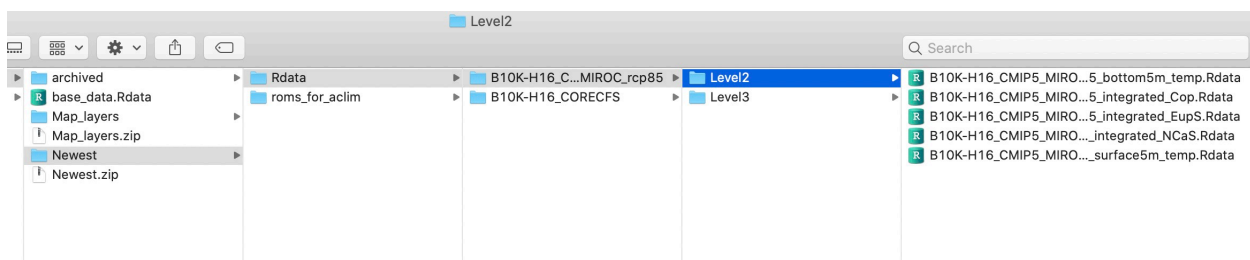 Level2
Search
archived
base_data.Rdata
Map_layers
Map_layers.zip
Newest
Newest.zip
Rdata
roms_for_aclim
B10K-H16_C...MIROC_rcp85
B10K-H16_CORECFS
Level2
Level3
B10K-H16_CMIP5_MIRO...5_bottom5m_temp.Rdata
B10K-H16_CMIP5_MIRO...5_integrated_Cop.Rdata
B10K-H16_CMIP5_MIRO...5_integrated_EupS.Rdata
B10K-H16_CMIP5_MIRO..._integrated_NCaS.Rdata
B10K-H16_CMIP5_MIRO..._surface5m_temp.Rdata